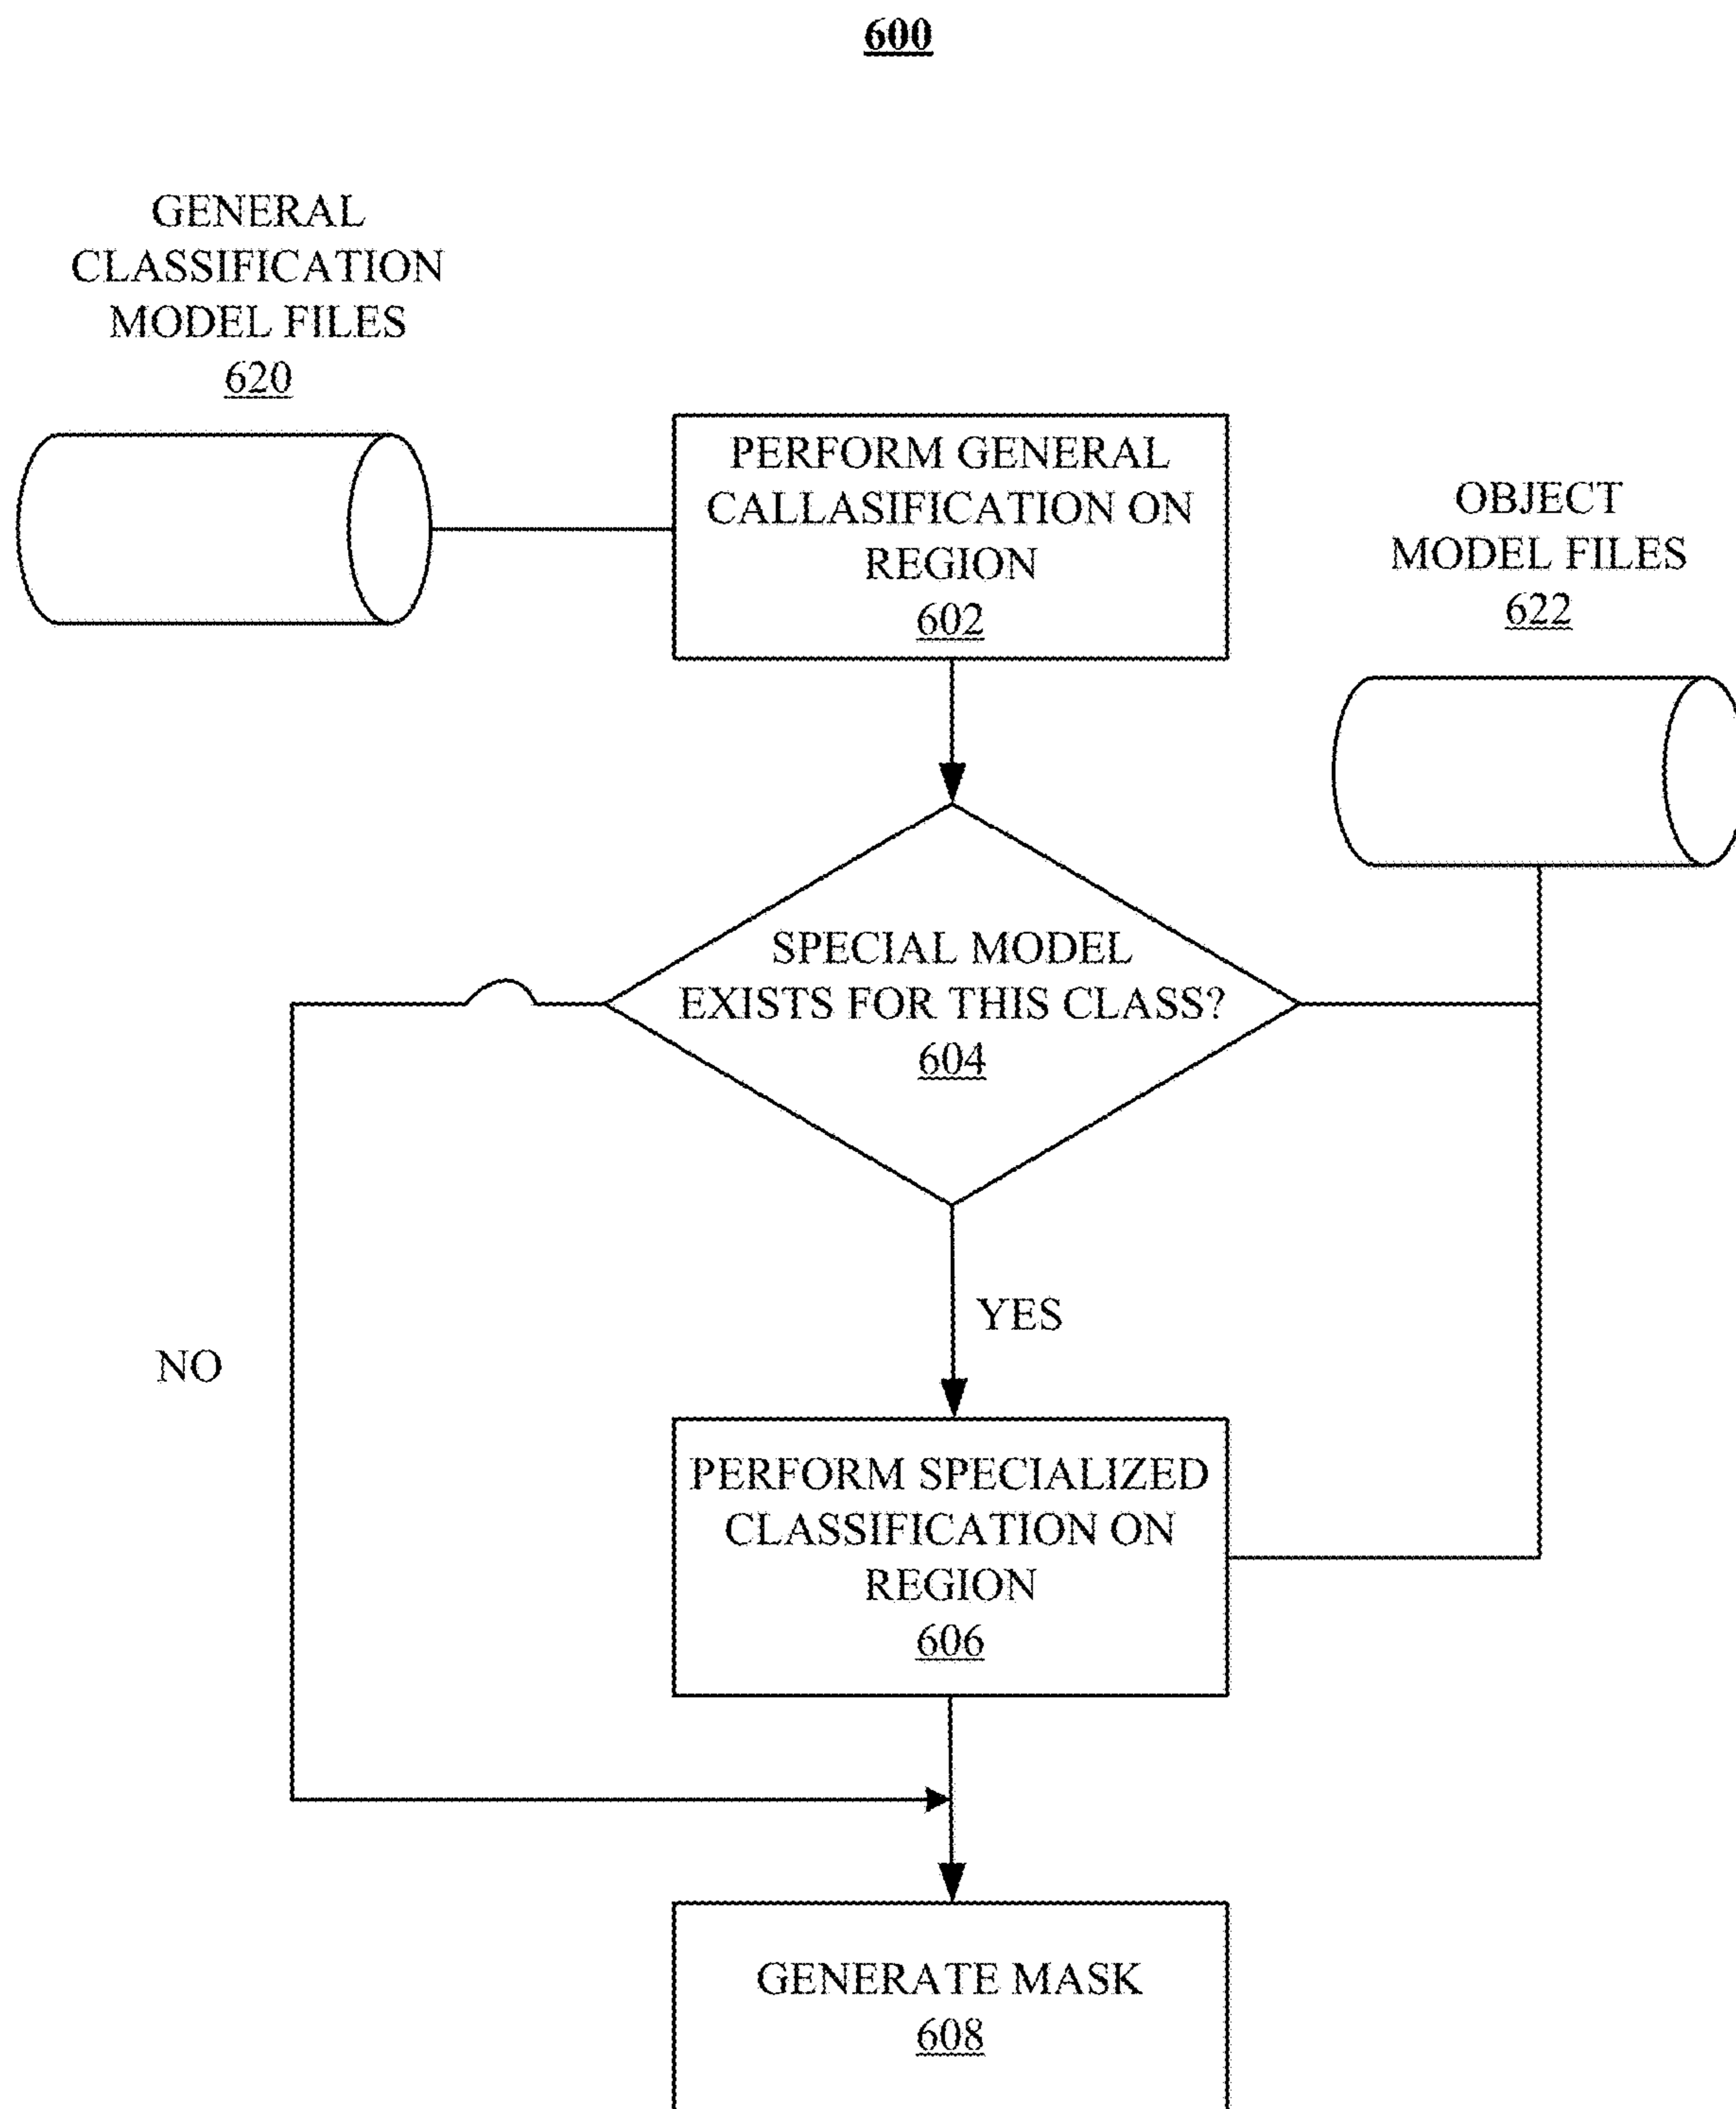 600
GENERAL
CLASSIFICATION
MODEL FILES
620
PERFORM GENERAL
CALLASIFICATION ON
REGION
602
OBJECT
MODEL FILES
622
SPECIAL MODEL
EXISTS FOR THIS CLASS?
604
YES
NO
PERFORM SPECIALIZED
CLASSIFICATION ON
REGION
606
GENERATE MASK
608